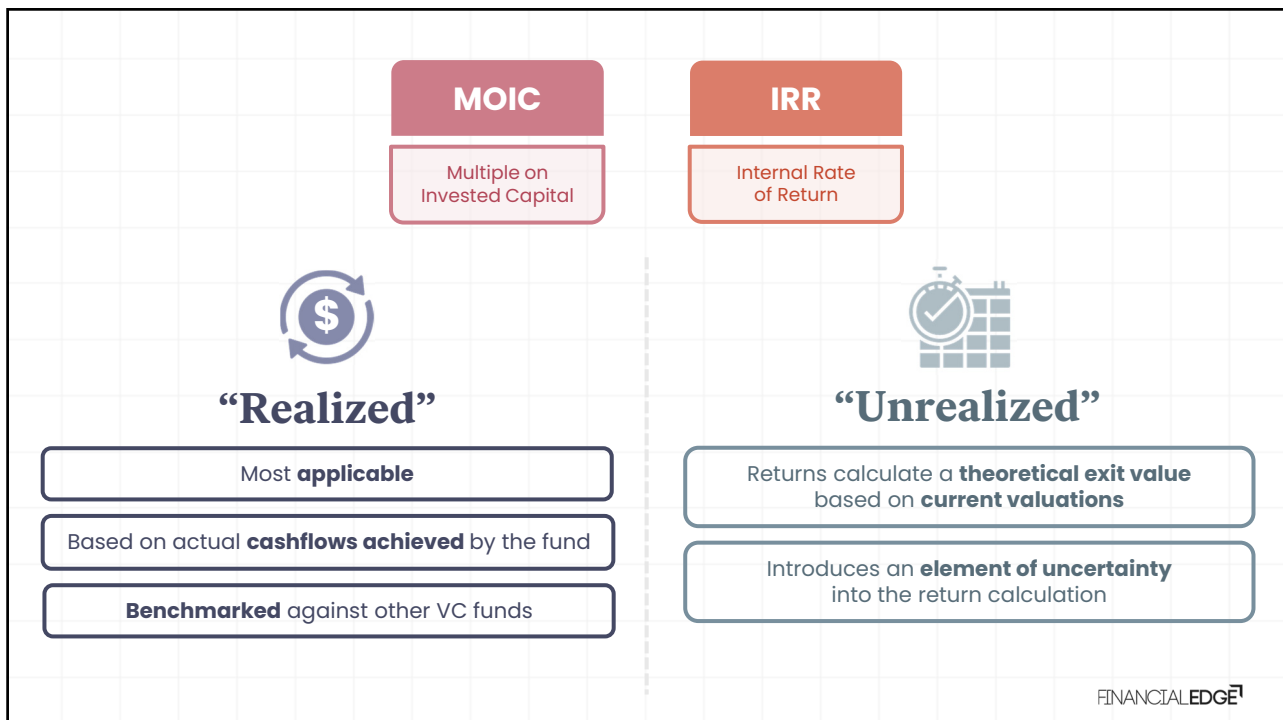 MOIC
Multiple on
Invested Capital
IRR
Internal Rate
of Return
$
“Realized”
Most applicable
Based on actual cashflows achieved by the fund
Benchmarked against other VC funds
“Unrealized”
Returns calculate a theoretical exit value
based on current valuations
Introduces an element of uncertainty
into the return calculation
FINANCIALEDGE